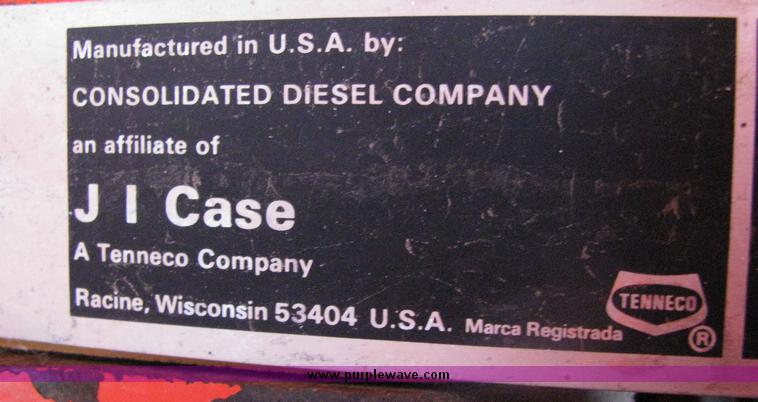 Manufactured in U.S.A. by:
CONSOLIDATED DIESEL COMPANY
an affiliate of
J I Case
A Tenneco Company
Racine, Wisconsin 53404 U.S.A. Marca Registrada
TENNECO
®
www.purplewave.com